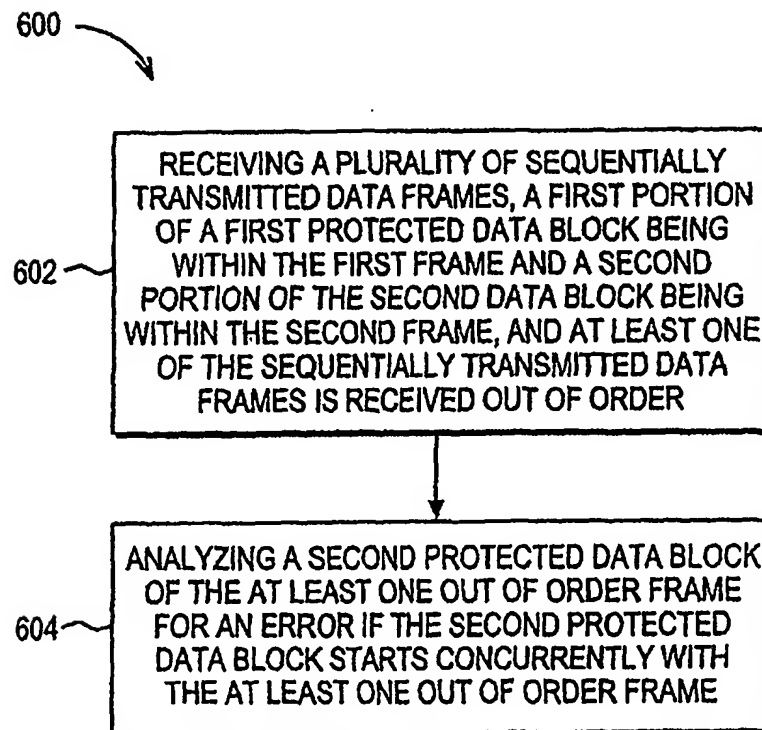 600
602
RECEIVING A PLURALITY OF SEQUENTIALLY
TRANSMITTED DATA FRAMES, A FIRST PORTION
OF A FIRST PROTECTED DATA BLOCK BEING
WITHIN THE FIRST FRAME AND A SECOND
PORTION OF THE SECOND DATA BLOCK BEING
WITHIN THE SECOND FRAME, AND AT LEAST ONE
OF THE SEQUENTIALLY TRANSMITTED DATA
FRAMES IS RECEIVED OUT OF ORDER
604
ANALYZING A SECOND PROTECTED DATA BLOCK
OF THE AT LEAST ONE OUT OF ORDER FRAME
FOR AN ERROR IF THE SECOND PROTECTED
DATA BLOCK STARTS CONCURRENTLY WITH
THE AT LEAST ONE OUT OF ORDER FRAME